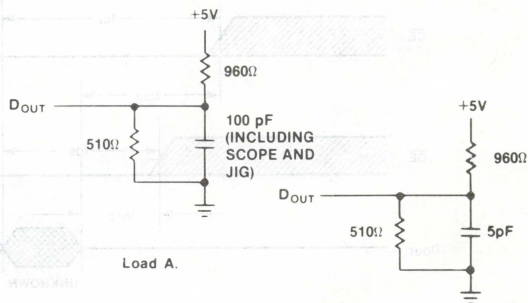 +5V
960Ω
DOUT
100 pF
(INCLUDING
SCOPE AND
JIG)
510Ω
Load A.
+5V
960Ω
DOUT
510Ω
5pF